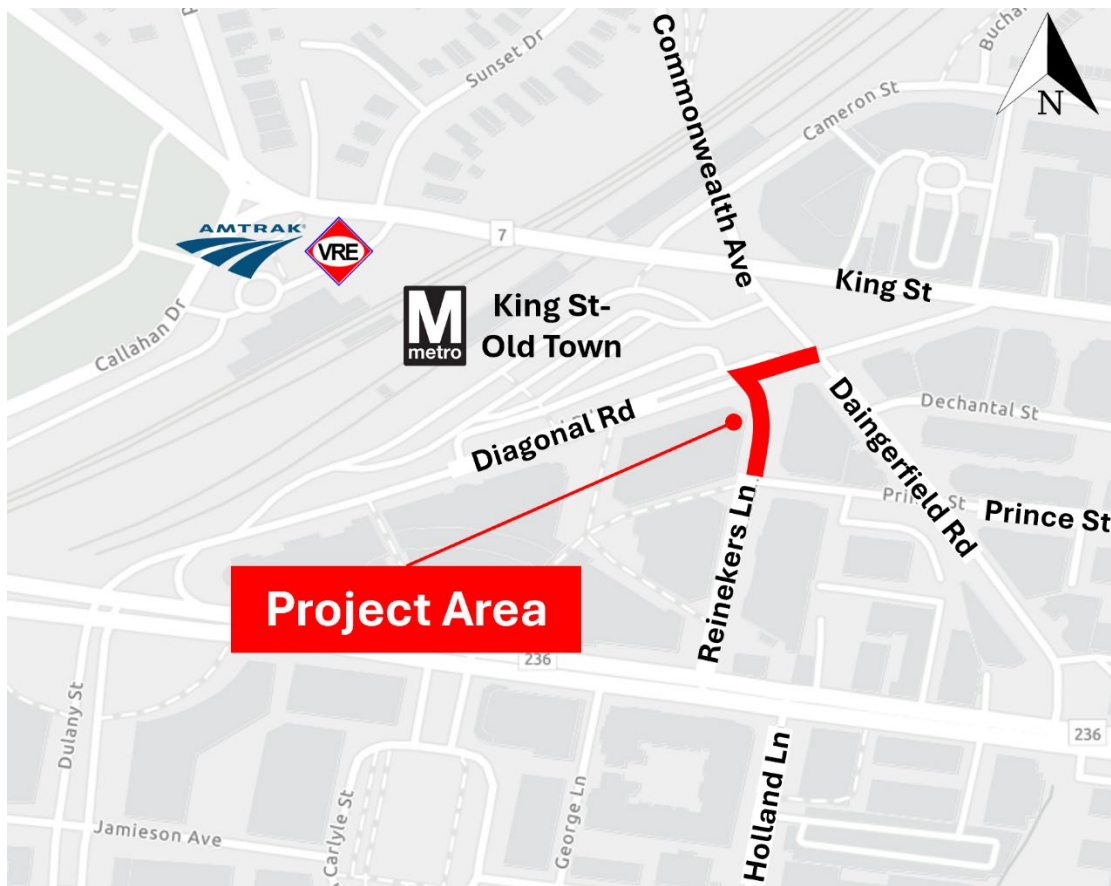 Sunset Dr
Commonwealth Ave
Cameron St
N
AMTRAK
VRE
7
King St
M
metro
King St-
Old Town
Callahan Dr
Diagonal Rd
Dechantal St
Daingerfield Rd
Prince St
Reinekers Ln
Project Area
236
236
Dulany St
Carlyle St
George Ln
Holland Ln
Jamieson Ave